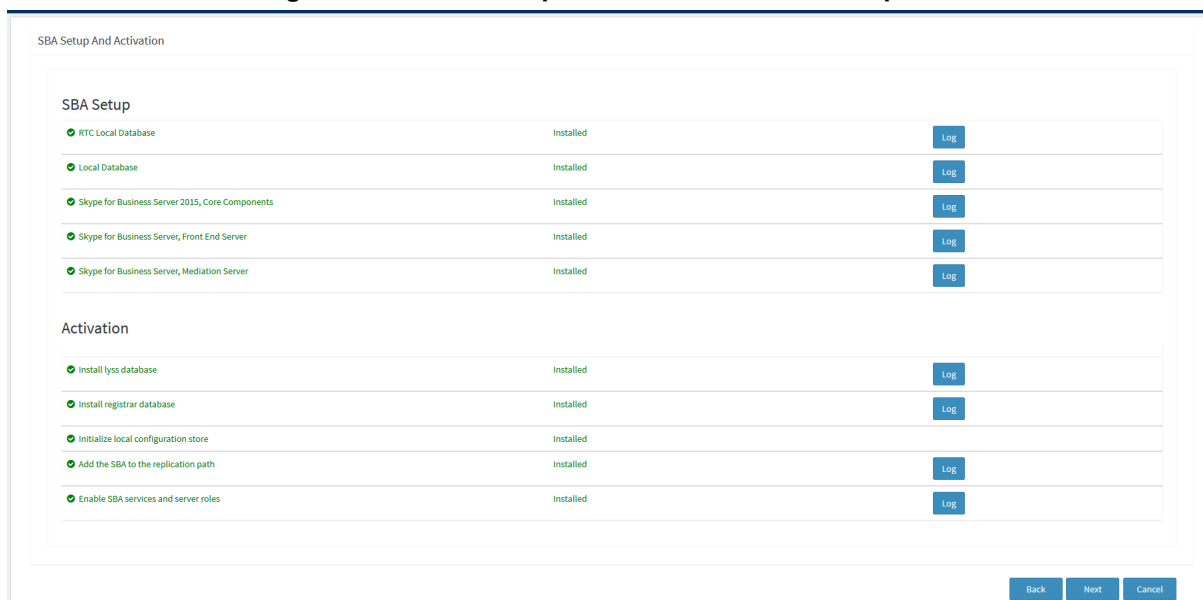 SBA Setup And Activation
SBA Setup
RTC Local Database Installed Log
Local Database Installed Log
Skype for Business Server 2015, Core Components Installed Log
Skype for Business Server, Front End Server Installed Log
Skype for Business Server, Mediation Server Installed Log
Activation
Install lyss database Installed Log
Install registrar database Installed Log
Initialize local configuration store Installed
Add the SBA to the replication path Installed Log
Enable SBA services and server roles Installed Log
Back Next Cancel